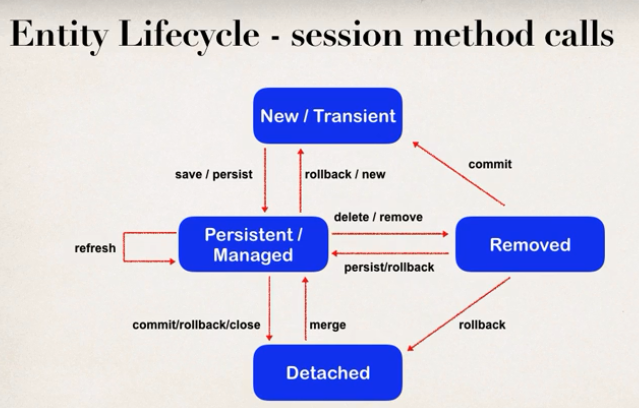 Entity Lifecycle - session method calls
New / Transient
save / persist
rollback / new
commit
delete / remove
Persistent /
Managed
Removed
refresh
persist/rollback
commit/rollback/close
merge
rollback
Detached